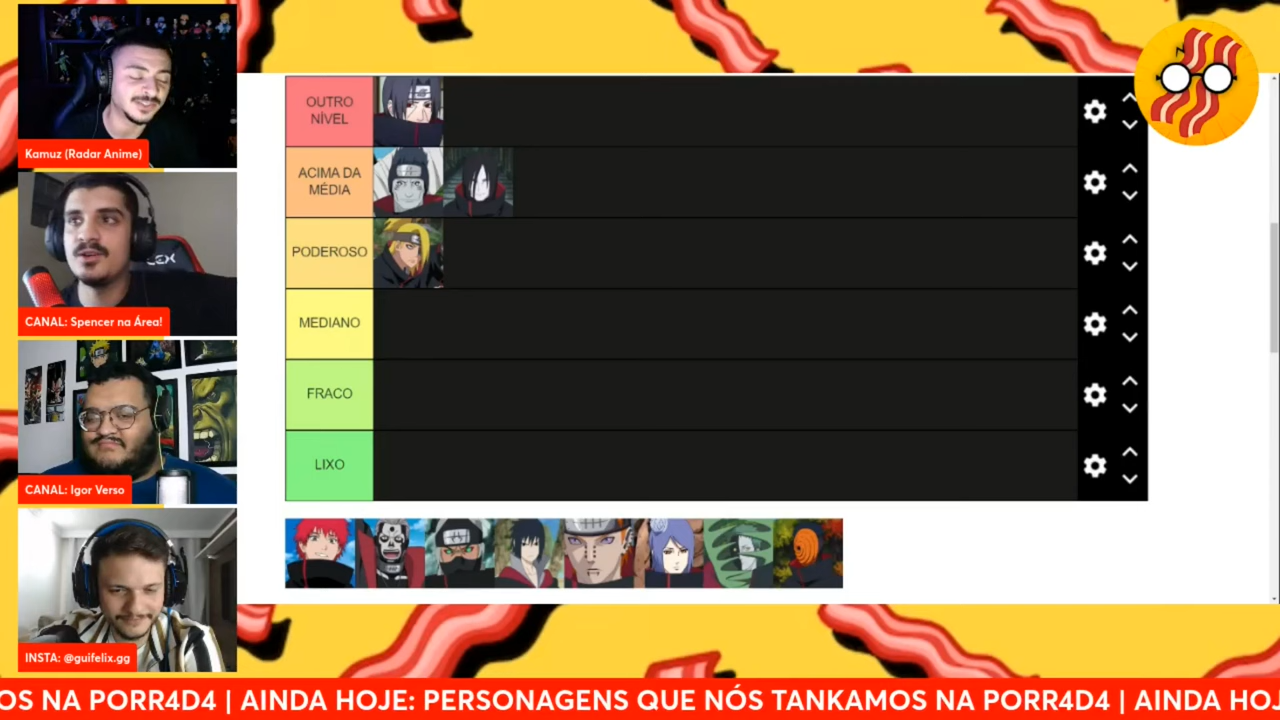 Kamuz (Radar Anime)
CANAL: Spencer na Área!
CANAL: Igor Verso
INSTA: @guifelix.gg
OUTRO
NÍVEL
ACIMA DA
MÉDIA
PODEROSO
MEDIANO
FRACO
LIXO
OS NA PORR4D4 | AINDA HOJE: PERSONAGENS QUE NÓS TANKAMOS NA PORR4D4 | AINDA HOJ